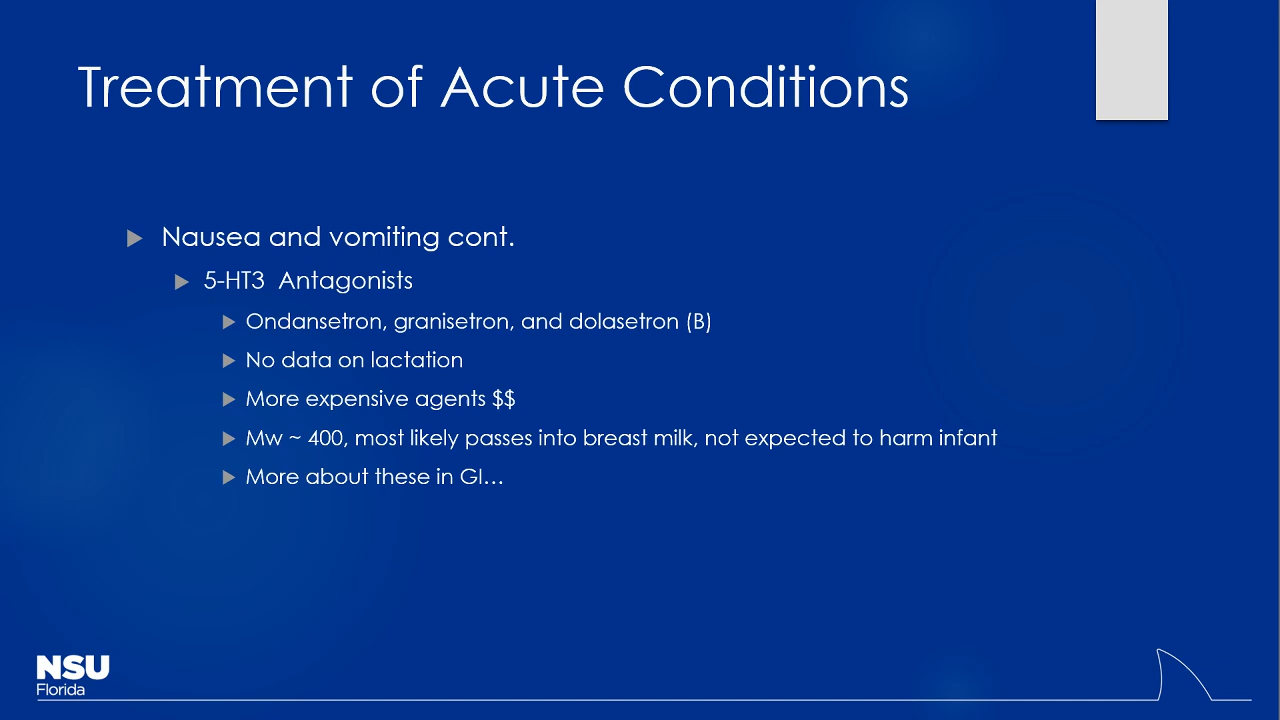 Treatment of Acute Conditions
Nausea and vomiting cont.
5-HT3  Antagonists
Ondansetron, granisetron, and dolasetron (B)
No data on lactation
More expensive agents $$
Mw ~ 400, most likely passes into breast milk, not expected to harm infant
More about these in GI…
NSU
Florida